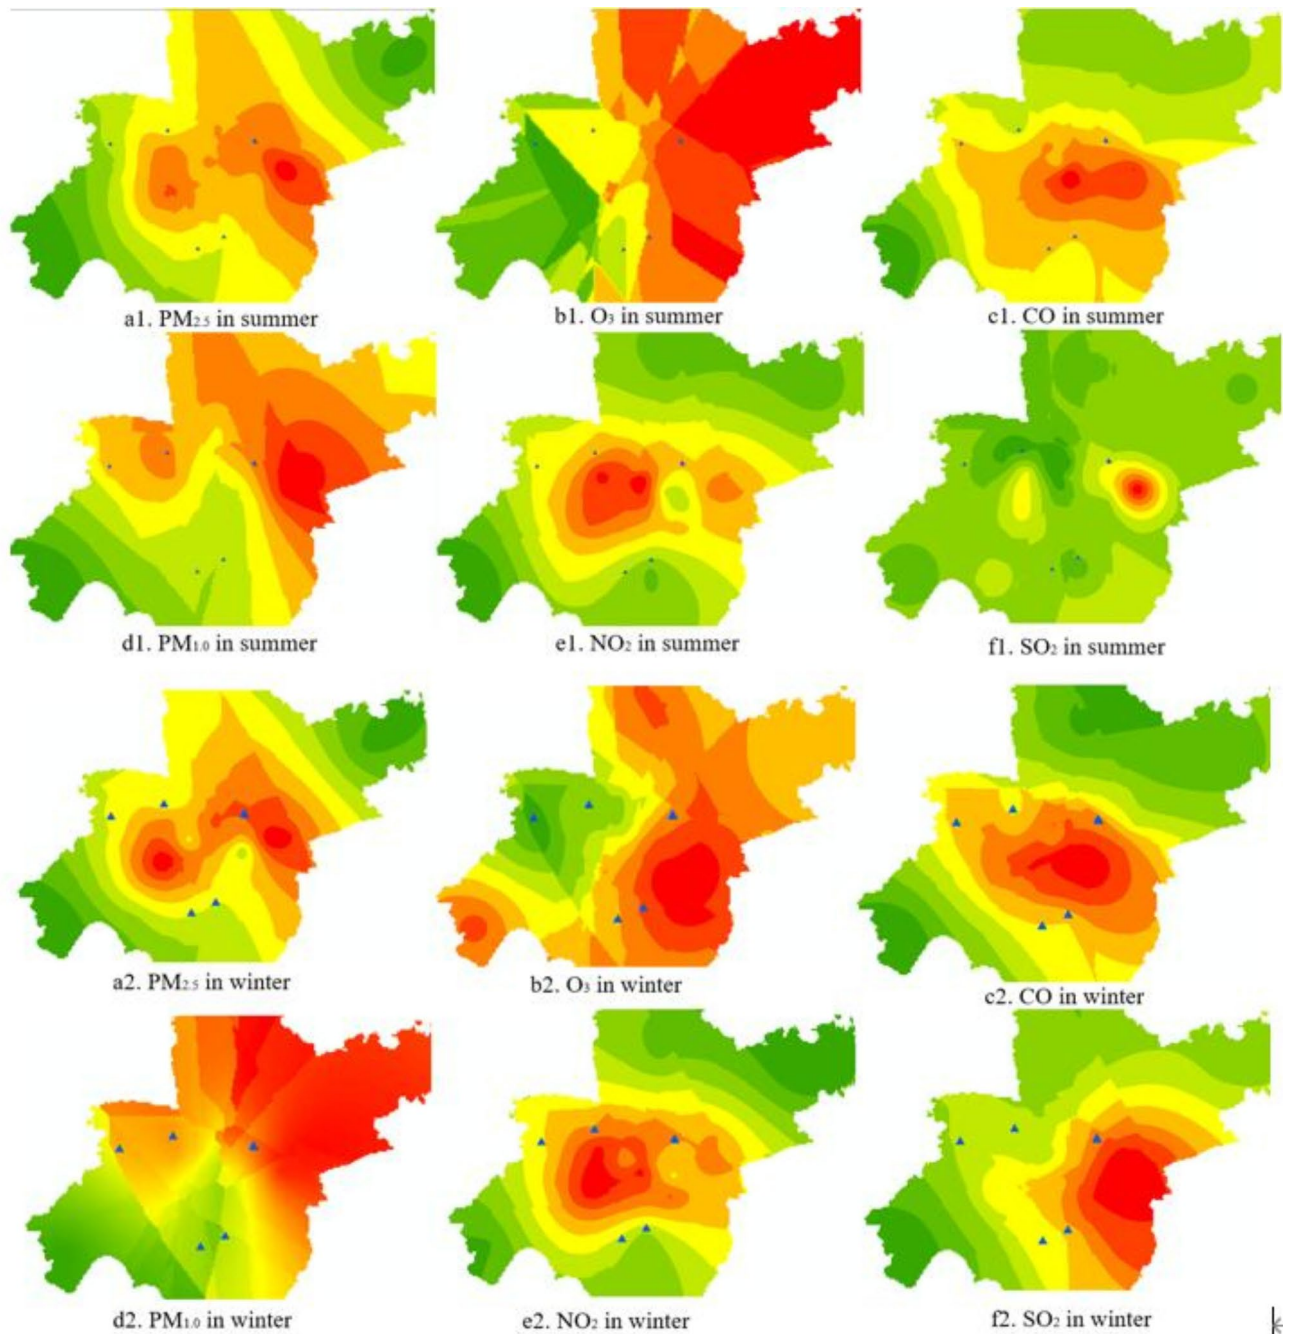 a1. PM2.5 in summer
b1. O3 in summer
c1. CO in summer
d1. PM1.0 in summer
e1. NO2 in summer
f1. SO2 in summer
a2. PM2.5 in winter
b2. O3 in winter
c2. CO in winter
d2. PM1.0 in winter
e2. NO2 in winter
f2. SO2 in winter